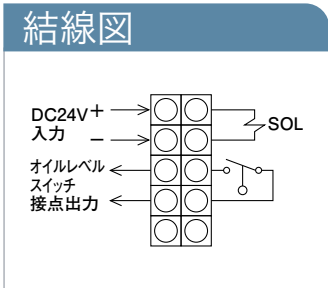 結線図
DC24V+
入力 −
SOL
オイルレベル
スイッチ
接点出力